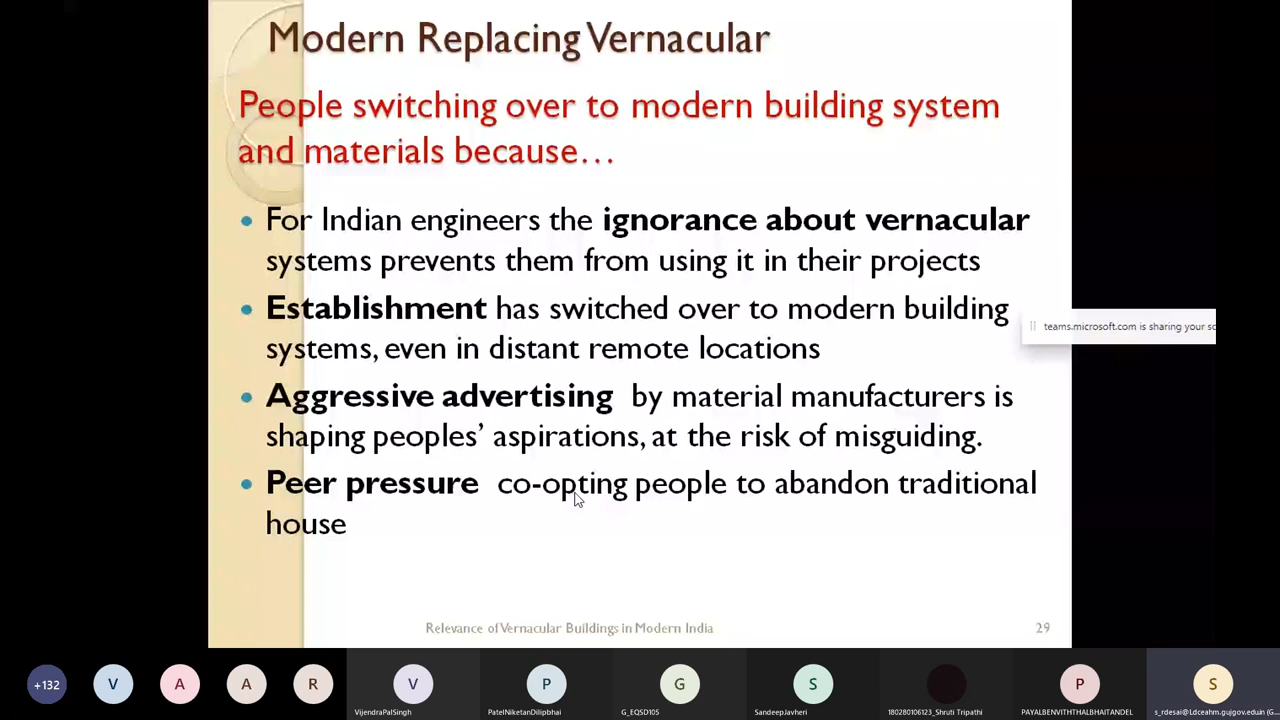 Modern Replacing Vernacular
People switching over to modern building system
and materials because…
For Indian engineers the ignorance about vernacular
systems prevents them from using it in their projects
Establishment has switched over to modern building
systems, even in distant remote locations
teams.microsoft.com is sharing your sc
Aggressive advertising by material manufacturers is
shaping peoples’ aspirations, at the risk of misguiding.
Peer pressure co-opting people to abandon traditional
house
Relevance of Vernacular Buildings in Modern India 29
+132 V A A R V P G S P S
VijendraPalSingh PatelNiketanDilipbhai G_EQSD105 SandeepJavheri 180280106123_Shruti Tripathi PAYALBENVITHTHALBHAITANDEL s_rdesai@Ldceahm.gujgov.eduin (G...